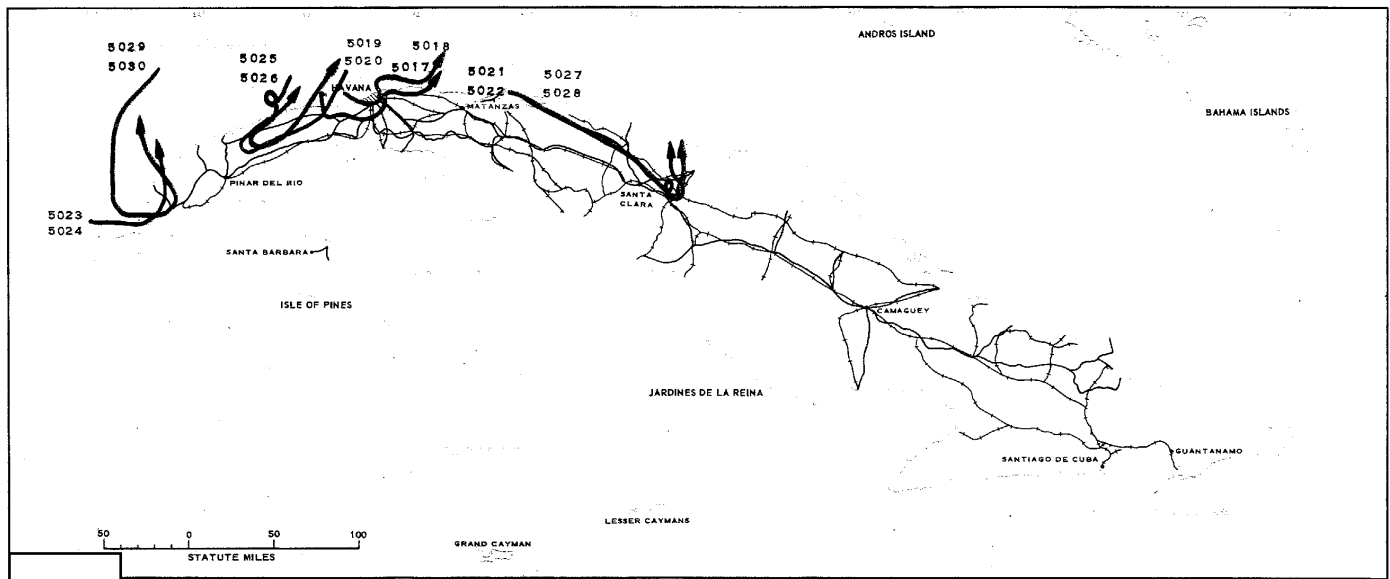 ANDROS ISLAND
5029
5030
5025
5026
5019
5020
5018
5017
HAVANA
5021
5022
5027
5028
MATANZAS
BAHAMA ISLANDS
PINAR DEL RIO
SANTA
CLARA
5023
5024
SANTA BARBARA
ISLE OF PINES
CAMAGUEY
JARDINES DE LA REINA
SANTIAGO DE CUBA
GUANTANAMO
LESSER CAYMANS
GRAND CAYMAN
50 0 50 100
STATUTE MILES